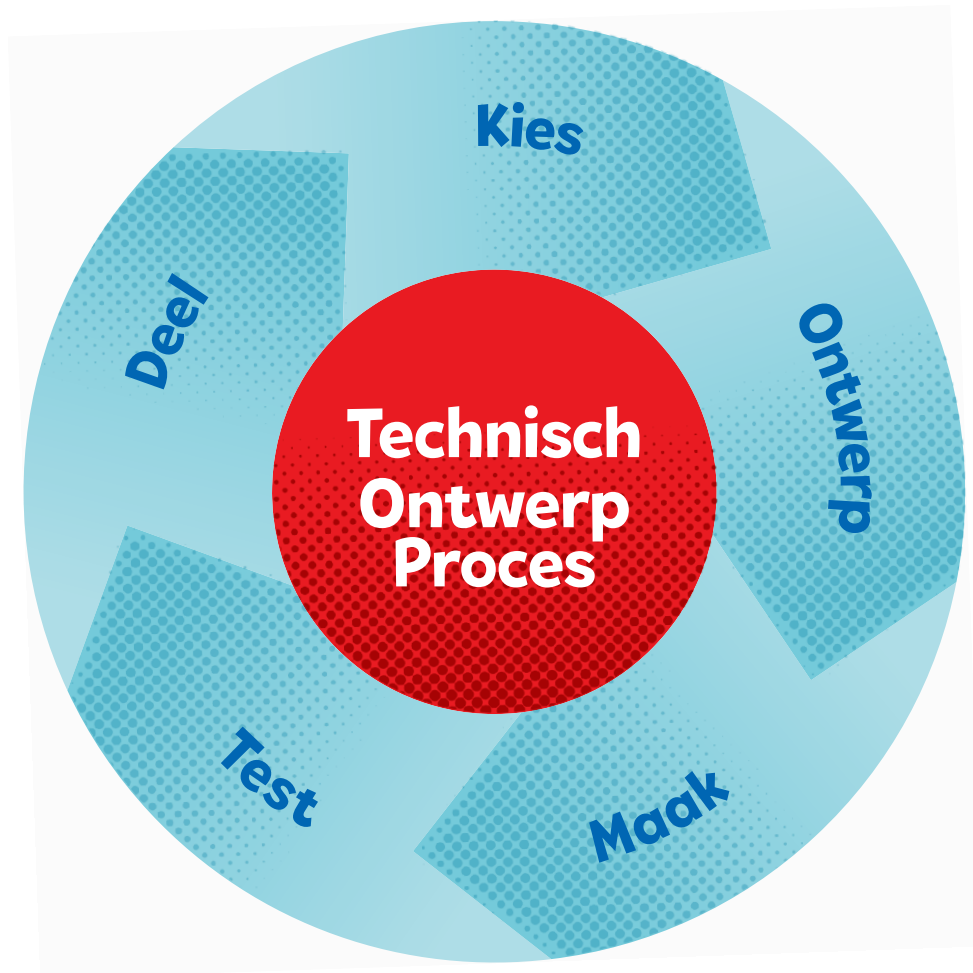 Kies
Ontwerp
Maak
Test
Deel
Technisch
Ontwerp
Proces